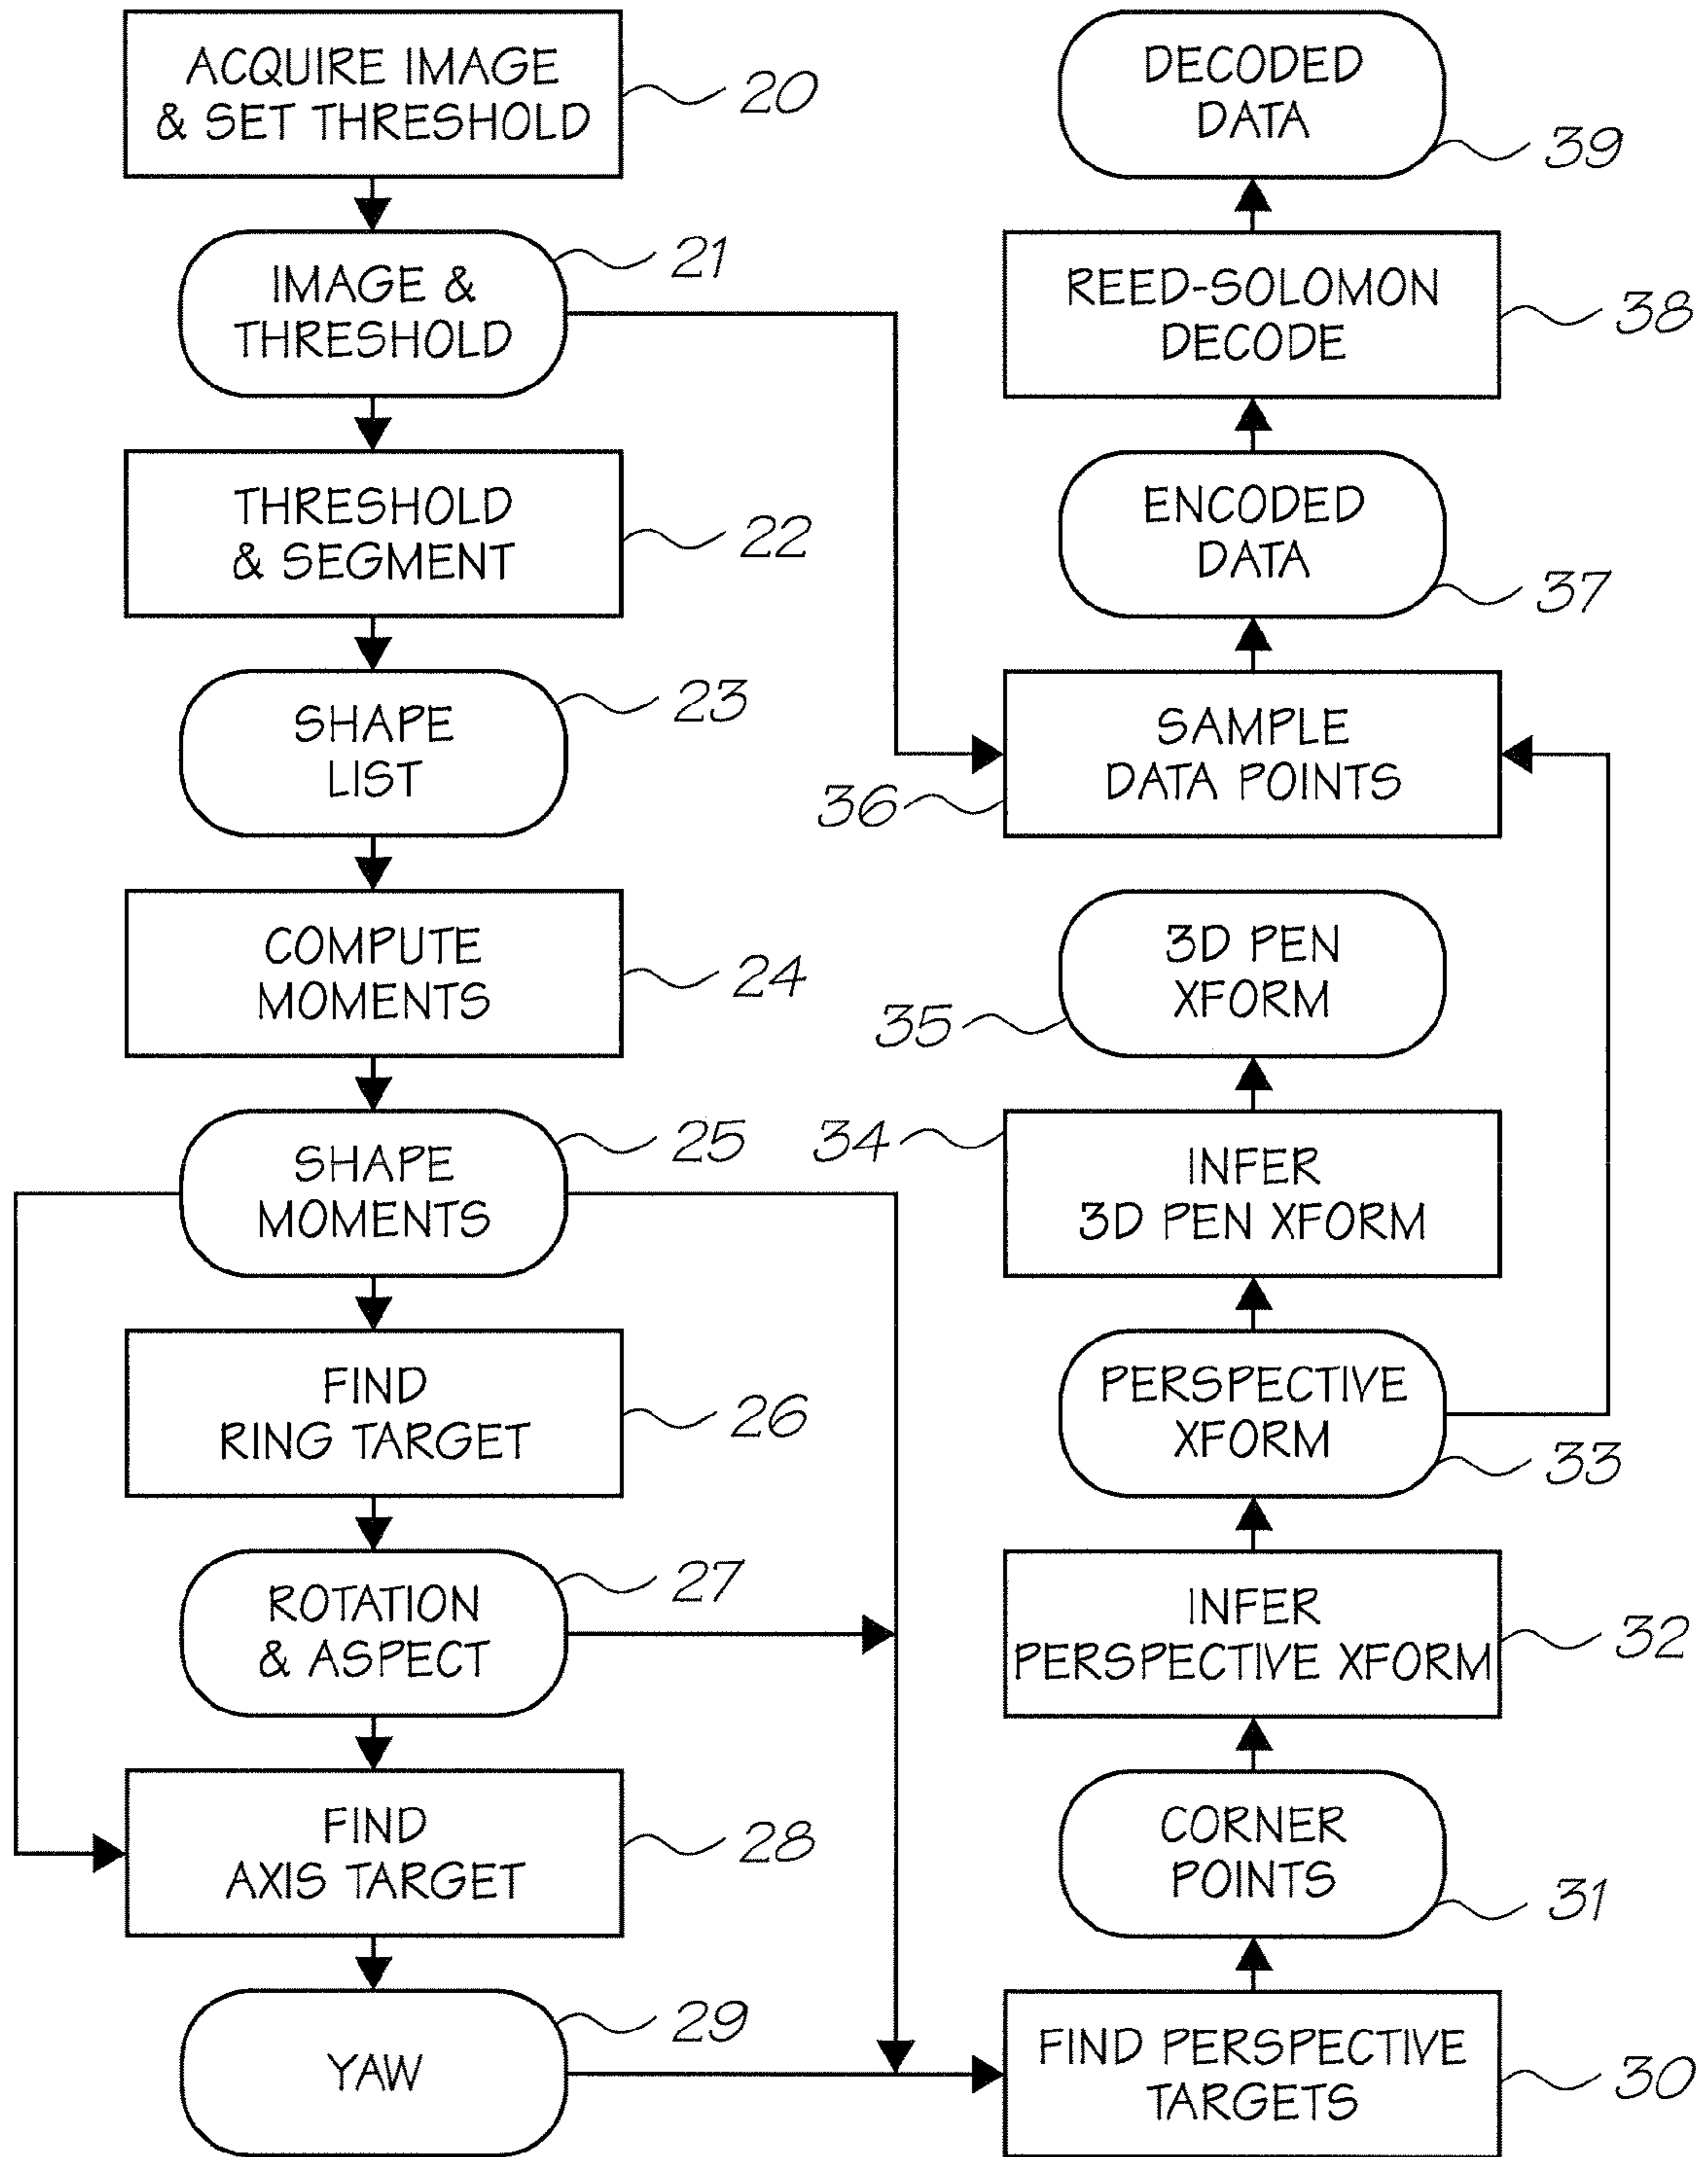 ACQUIRE IMAGE
& SET THRESHOLD
20
IMAGE &
THRESHOLD
21
THRESHOLD
& SEGMENT
22
SHAPE
LIST
23
COMPUTE
MOMENTS
24
SHAPE
MOMENTS
25
FIND
RING TARGET
26
ROTATION
& ASPECT
27
FIND
AXIS TARGET
28
YAW
29
DECODED
DATA
39
REED-SOLOMON
DECODE
38
ENCODED
DATA
37
SAMPLE
DATA POINTS
36
3D PEN
XFORM
35
INFER
3D PEN XFORM
34
PERSPECTIVE
XFORM
33
INFER
PERSPECTIVE XFORM
32
CORNER
POINTS
31
FIND PERSPECTIVE
TARGETS
30